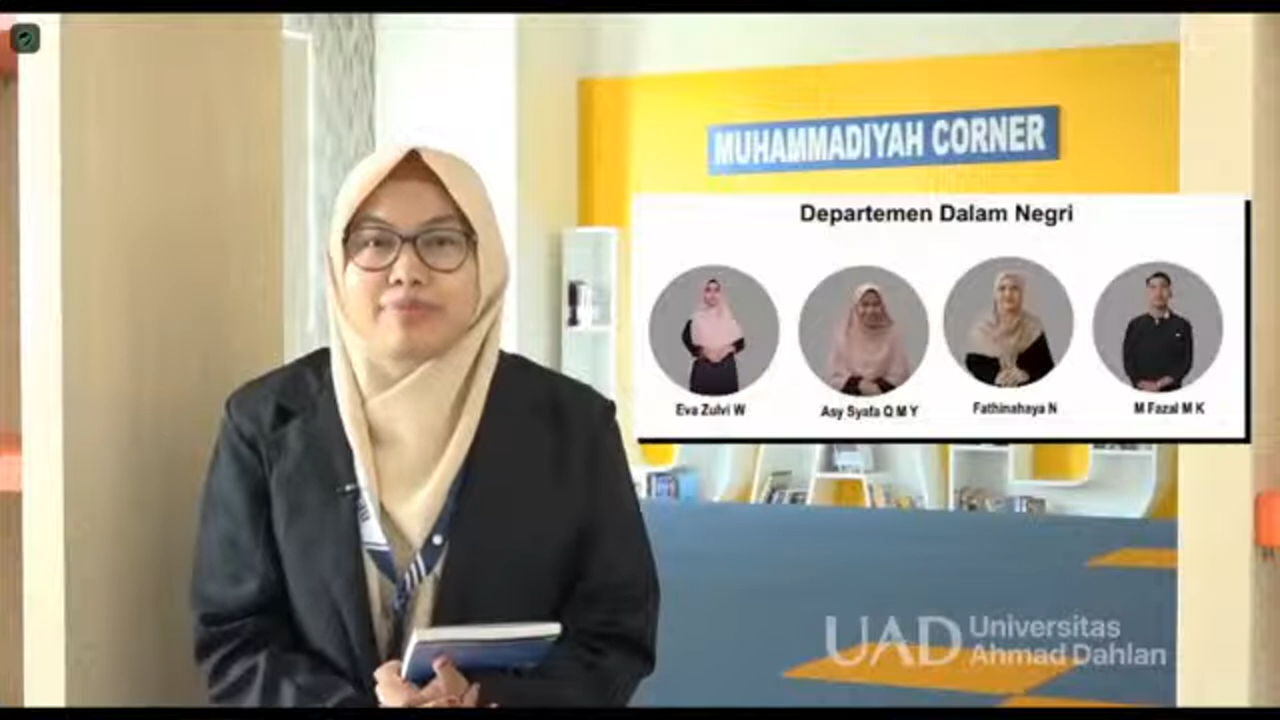 MUHAMMADIYAH CORNER
Departemen Dalam Negri
Eva Zulvi W
Asy Syafa Q M Y
Fathinahaya N
M Fazal M K
UAD Universitas
Ahmad Dahlan